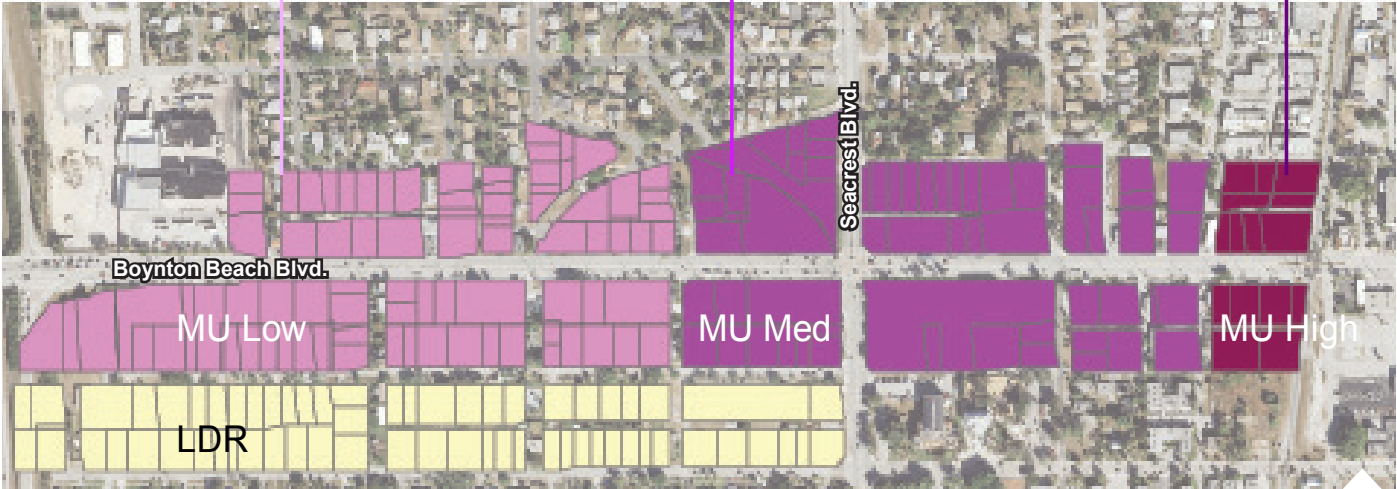 Seacrest Blvd.
Boynton Beach Blvd.
MU Low
MU Med
MU High
LDR